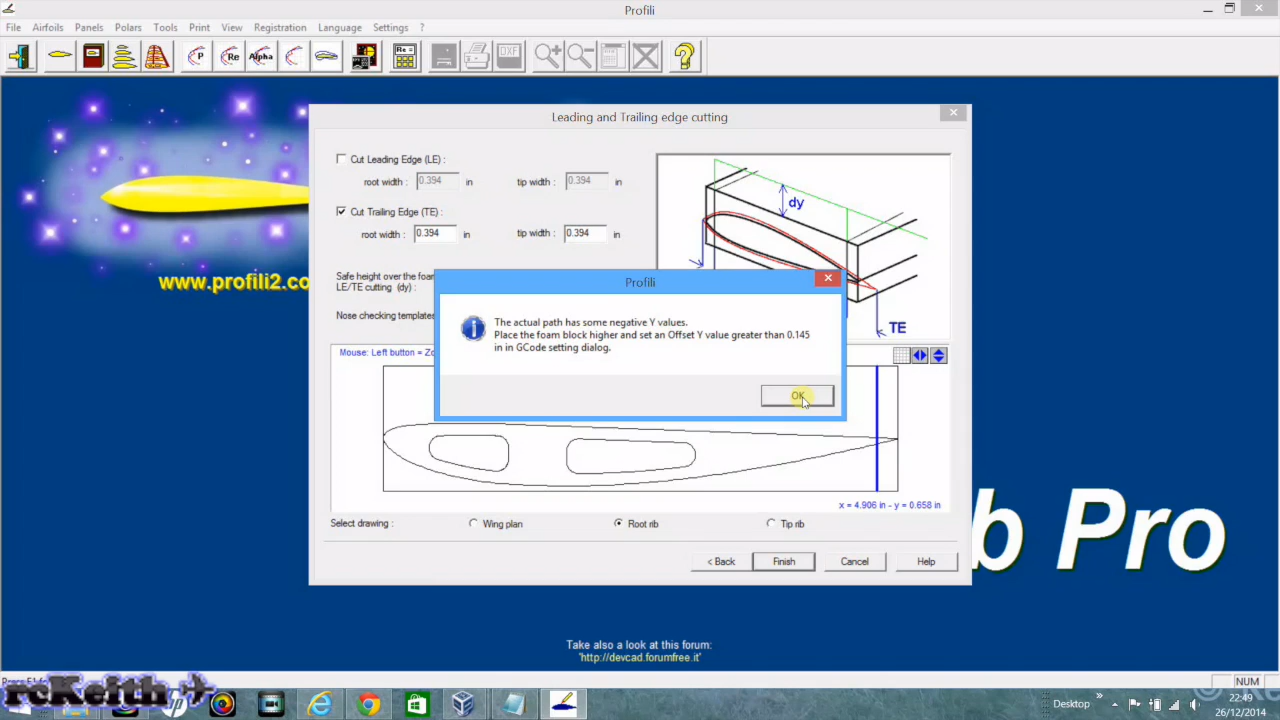 Profili
File Airfoils Panels Polars Tools Print View Registration Language Settings ?
P Re Alpha Re = DXF
Leading and Trailing edge cutting
Cut Leading Edge (LE) :
root width : 0.394 in tip width : 0.394 in
Cut Trailing Edge (TE) :
root width : 0.394 in tip width : 0.394 in
dy
www.profili2.co
Safe height over the foam
LE/TE cutting (dy) :
Profili
Nose checking templates
TE
The actual path has some negative Y values.
Place the foam block higher and set an Offset Y value greater than 0.145
in in GCode setting dialog.
Mouse: Left button = Zo
OK
x = 4.906 in - y = 0.658 in
Select drawing : Wing plan Root rib Tip rib
b Pro
< Back Finish Cancel Help
Take also a look at this forum:
'http://devcad.forumfree.it'
NUM
rcKeith
hp
Desktop
22:49
26/12/2014